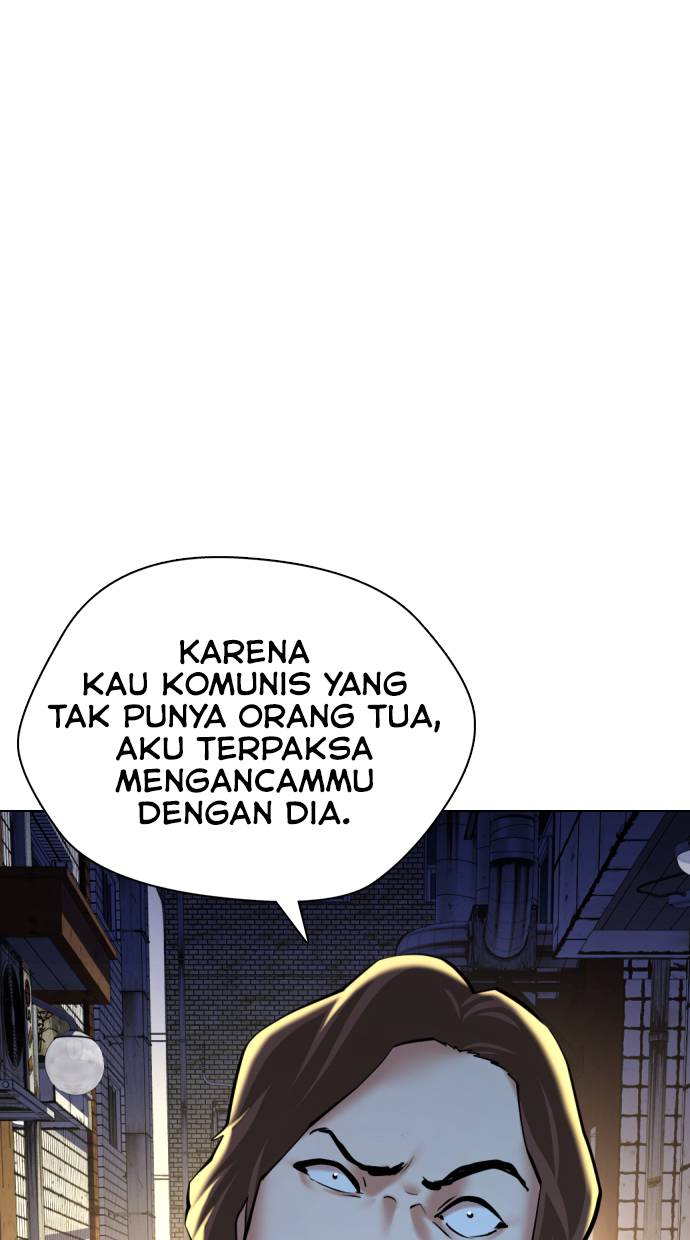 KARENA
KAU KOMUNIS YANG
TAK PUNYA ORANG TUA,
AKU TERPAKSA
MENGANCAMMU
DENGAN DIA.